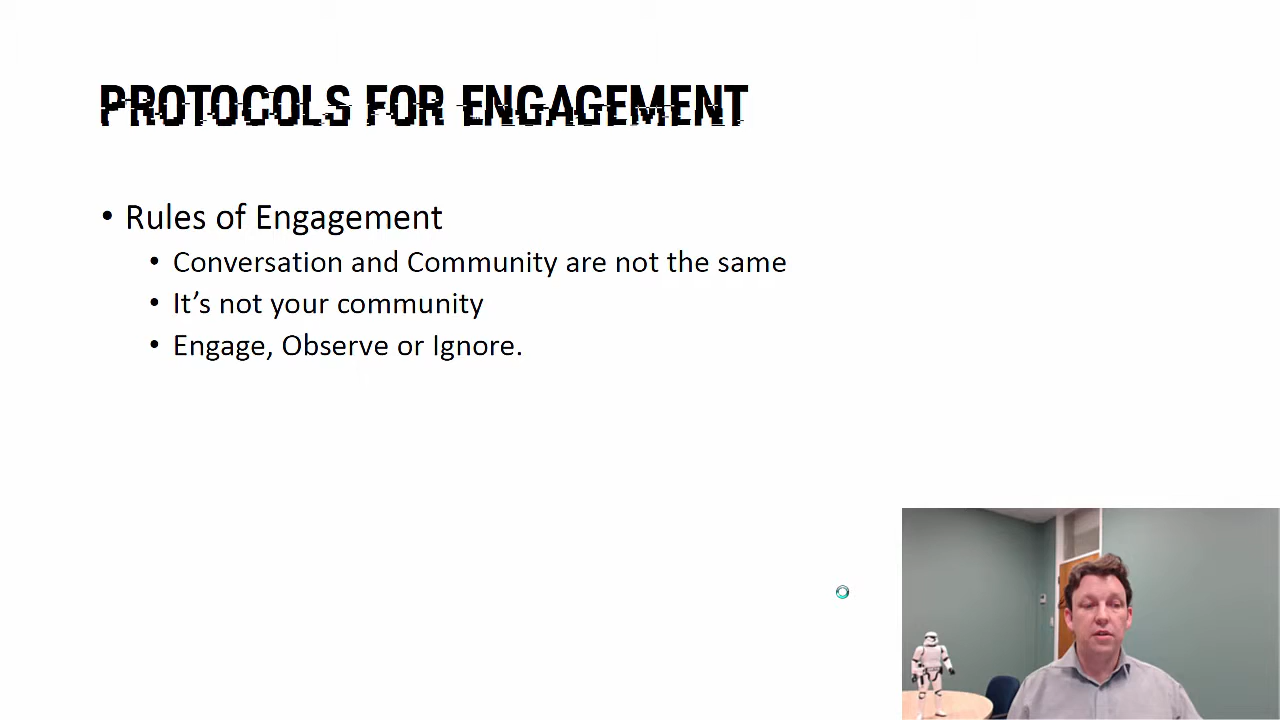 PROTOCOLS FOR ENGAGEMENT
• Rules of Engagement
• Conversation and Community are not the same
• It’s not your community
• Engage, Observe or Ignore.